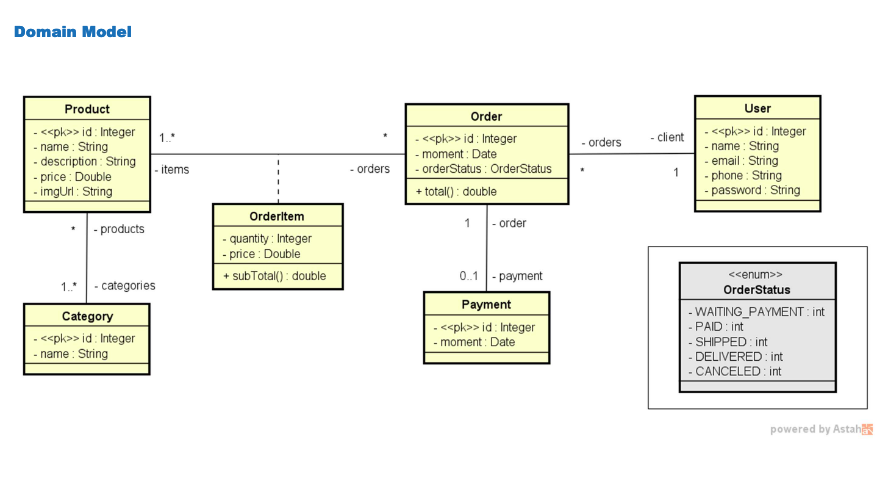 Domain Model
Product
- <<pk>> id : Integer
- name : String
- description : String
- price : Double
- imgUrl : String
1..*
*
- items
- orders
Order
- <<pk>> id : Integer
- moment : Date
- orderStatus : OrderStatus
+ total() : double
- orders
- client
*
1
User
- <<pk>> id : Integer
- name : String
- email : String
- phone : String
- password : String
OrderItem
- quantity : Integer
- price : Double
+ subTotal() : double
* - products
1..* - categories
Category
- <<pk>> id : Integer
- name : String
1 - order
0..1 - payment
Payment
- <<pk>> id : Integer
- moment : Date
<<enum>>
OrderStatus
- WAITING_PAYMENT : int
- PAID : int
- SHIPPED : int
- DELIVERED : int
- CANCELED : int
powered by Astah